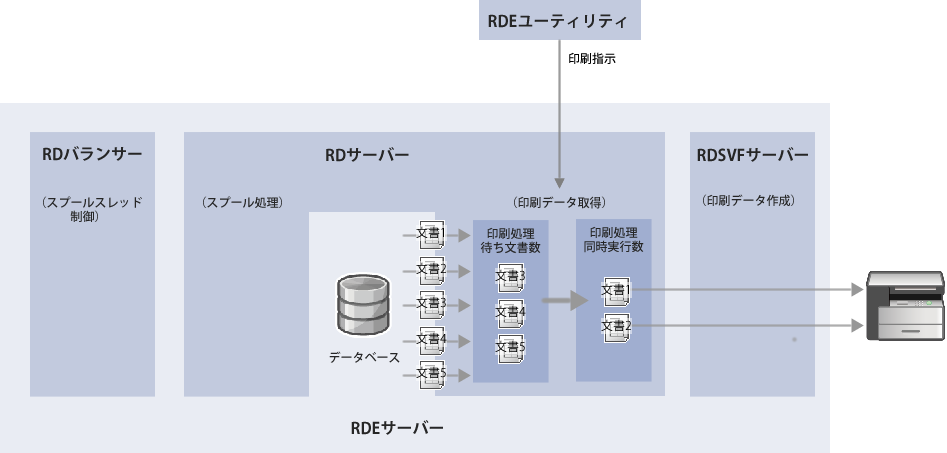 RDEユーティリティ
印刷指示
RDバランサー
(スプールスレッド
制御)
RDサーバー
(スプール処理)
(印刷データ取得)
RDSVFサーバー
(印刷データ作成)
データベース
文書1
文書2
文書3
文書4
文書5
印刷処理
待ち文書数
文書3
文書4
文書5
印刷処理
同時実行数
文書1
文書2
RDEサーバー